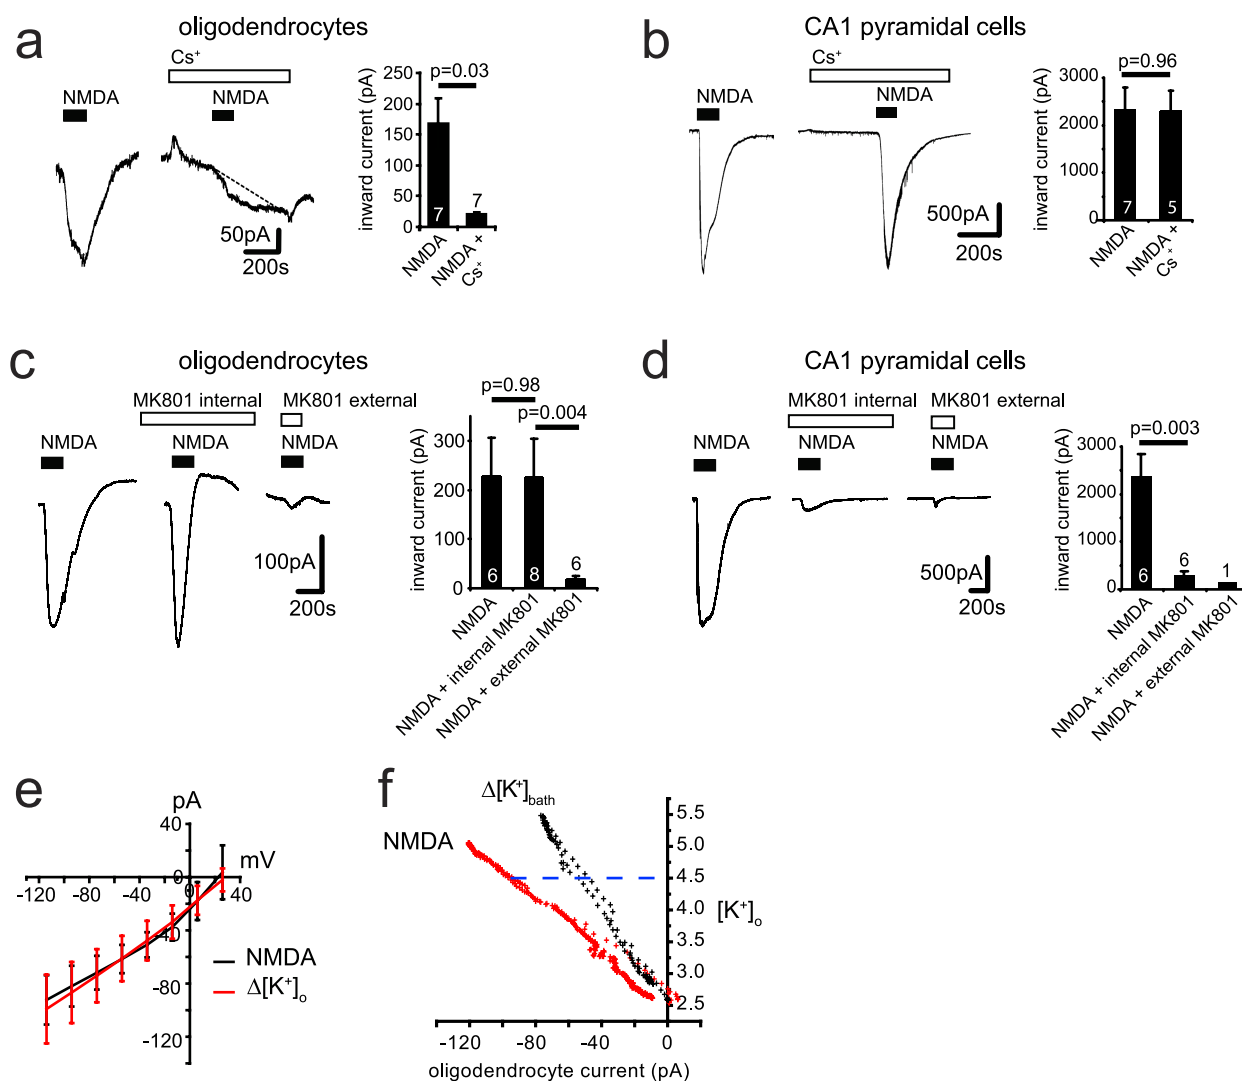 a
oligodendrocytes
Cs⁺
NMDA
NMDA
50pA
200s
inward current (pA)
250
200
150
100
50
0
p=0.03
7
7
NMDA
NMDA +
Cs⁺
b
CA1 pyramidal cells
Cs⁺
NMDA
NMDA
500pA
200s
inward current (pA)
3000
2000
1000
0
p=0.96
7
5
NMDA
NMDA +
Cs⁺
c
oligodendrocytes
MK801 internal
MK801 external
NMDA
NMDA
NMDA
100pA
200s
inward current (pA)
300
200
100
0
p=0.98
p=0.004
6
8
6
NMDA
NMDA + internal MK801
NMDA + external MK801
d
CA1 pyramidal cells
MK801 internal
MK801 external
NMDA
NMDA
NMDA
500pA
200s
inward current (pA)
3000
2000
1000
0
p=0.003
6
6
1
NMDA
NMDA + internal MK801
NMDA + external MK801
e
pA
40
mV
0
-120
-80
-40
0
40
-40
-80
-120
NMDA
Δ[K⁺]ₒ
f
Δ[K⁺]bath
NMDA
5.5
5.0
4.5
4.0
3.5
3.0
2.5
[K⁺]ₒ
-120
-80
-40
0
oligodendrocyte current (pA)